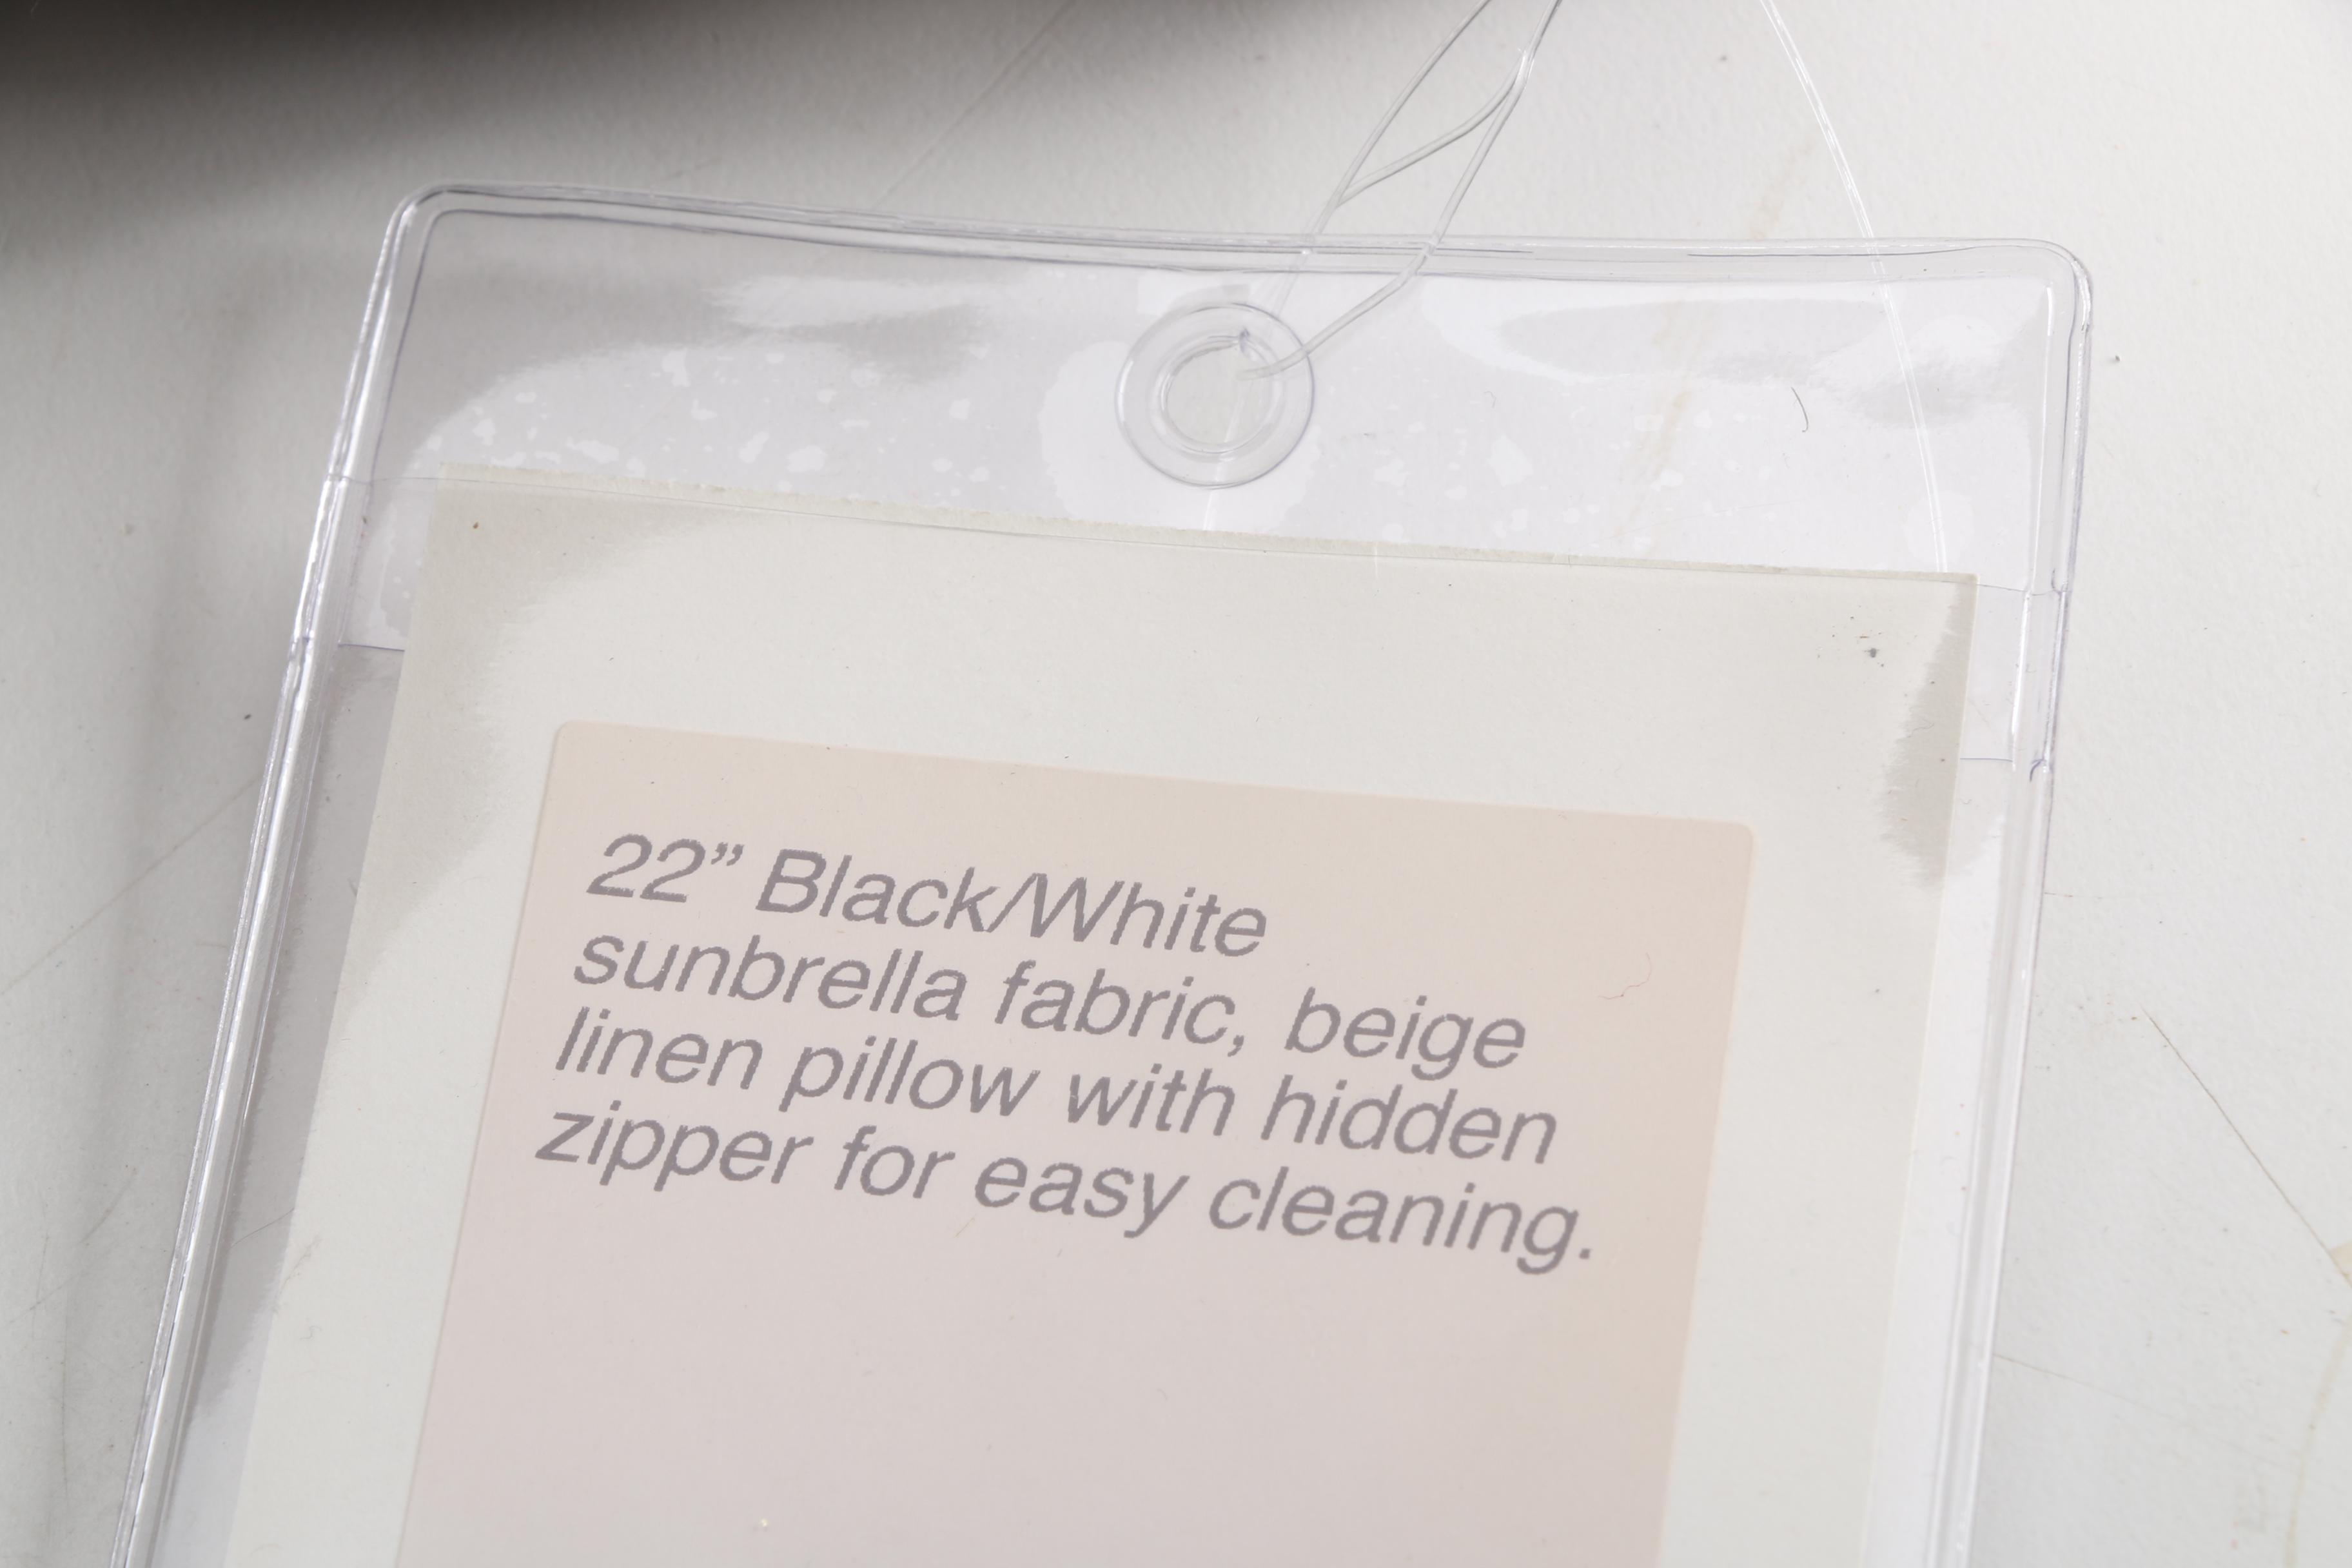 22” Black/White
sunbrella fabric, beige
linen pillow with hidden
zipper for easy cleaning.